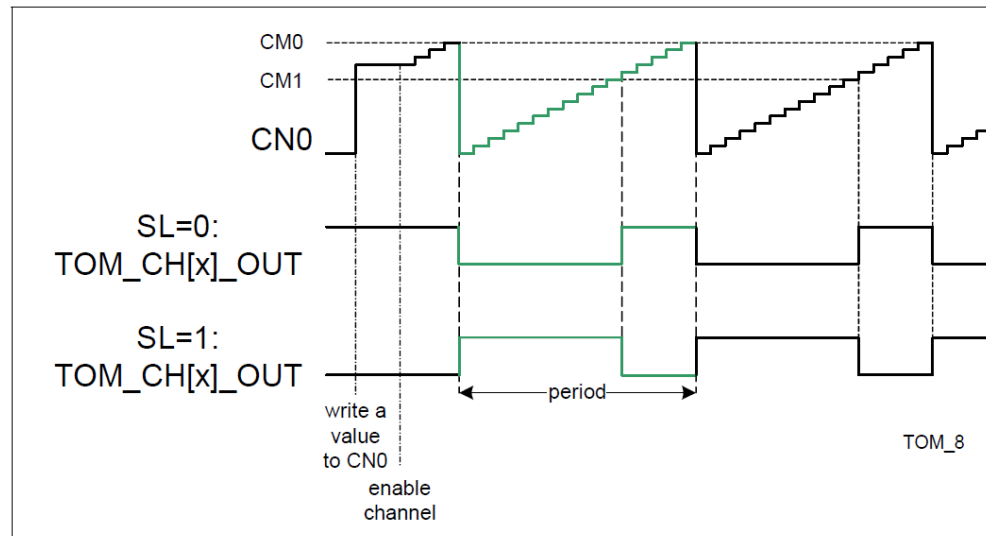 CM0
CM1
CN0
SL=0:
TOM_CH[x]_OUT
SL=1:
TOM_CH[x]_OUT
period
write a
value
to CN0
enable
channel
TOM_8